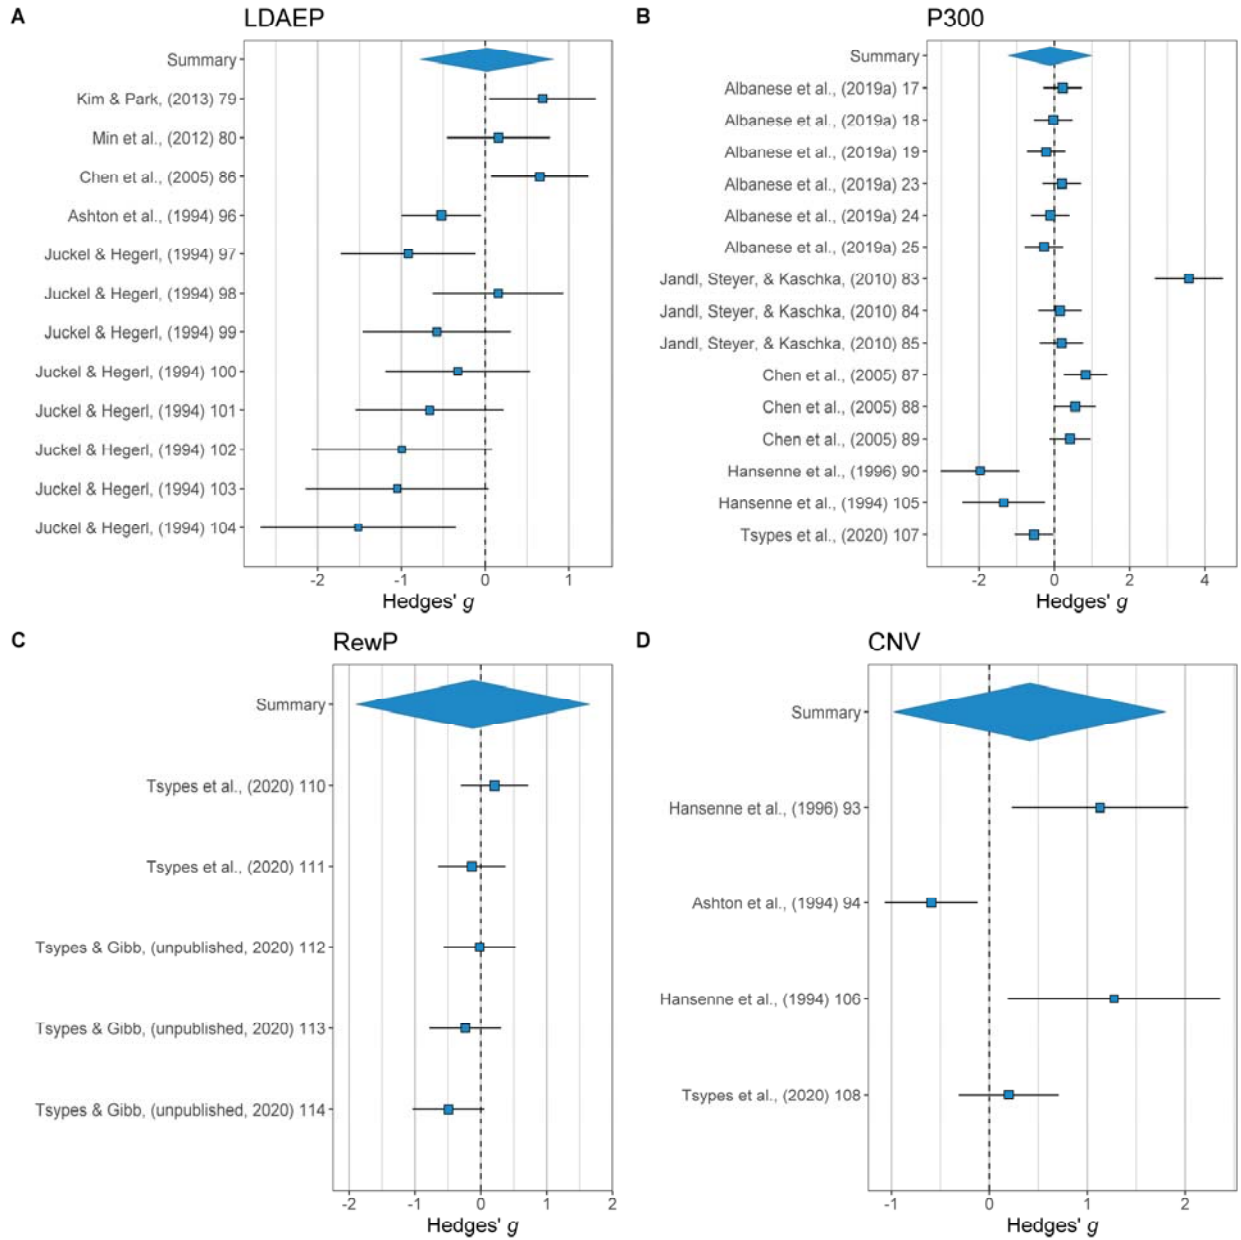 A
LDAEP
Summary
Kim & Park, (2013) 79
Min et al., (2012) 80
Chen et al., (2005) 86
Ashton et al., (1994) 96
Juckel & Hegerl, (1994) 97
Juckel & Hegerl, (1994) 98
Juckel & Hegerl, (1994) 99
Juckel & Hegerl, (1994) 100
Juckel & Hegerl, (1994) 101
Juckel & Hegerl, (1994) 102
Juckel & Hegerl, (1994) 103
Juckel & Hegerl, (1994) 104
-2 -1 0 1
Hedges' g
B
P300
Summary
Albanese et al., (2019a) 17
Albanese et al., (2019a) 18
Albanese et al., (2019a) 19
Albanese et al., (2019a) 23
Albanese et al., (2019a) 24
Albanese et al., (2019a) 25
Jandl, Steyer, & Kaschka, (2010) 83
Jandl, Steyer, & Kaschka, (2010) 84
Jandl, Steyer, & Kaschka, (2010) 85
Chen et al., (2005) 87
Chen et al., (2005) 88
Chen et al., (2005) 89
Hansenne et al., (1996) 90
Hansenne et al., (1994) 105
Tsypes et al., (2020) 107
-2 0 2 4
Hedges' g
C
RewP
Summary
Tsypes et al., (2020) 110
Tsypes et al., (2020) 111
Tsypes & Gibb, (unpublished, 2020) 112
Tsypes & Gibb, (unpublished, 2020) 113
Tsypes & Gibb, (unpublished, 2020) 114
-2 -1 0 1 2
Hedges' g
D
CNV
Summary
Hansenne et al., (1996) 93
Ashton et al., (1994) 94
Hansenne et al., (1994) 106
Tsypes et al., (2020) 108
-1 0 1 2
Hedges' g